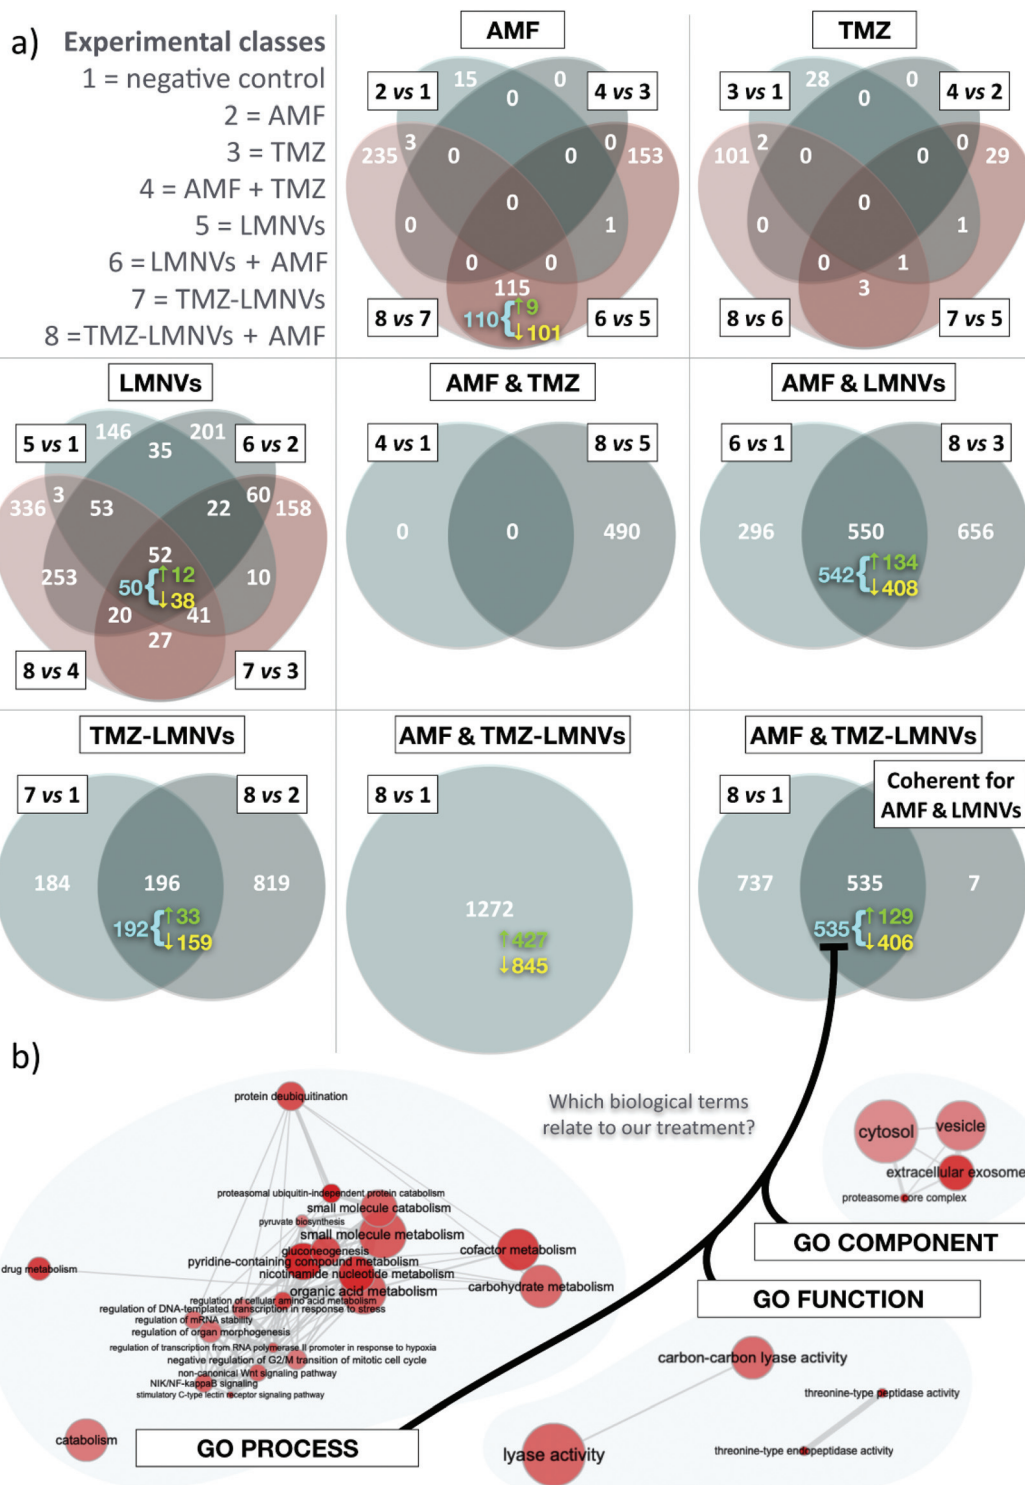 a) Experimental classes
1 = negative control
2 = AMF
3 = TMZ
4 = AMF + TMZ
5 = LMNVs
6 = LMNVs + AMF
7 = TMZ-LMNVs
8 = TMZ-LMNVs + AMF
AMF
2 vs 1
15
0
4 vs 3
0
235
3
0
0
0
153
0
0
1
0
0
115
110 { ↑9
↓101
8 vs 7
6 vs 5
TMZ
3 vs 1
28
0
4 vs 2
0
101
2
0
0
0
29
0
0
1
0
1
3
8 vs 6
7 vs 5
LMNVs
5 vs 1
146
201
6 vs 2
35
336
3
53
22
60
158
52
253
50 { ↑12
↓38
10
20
41
27
8 vs 4
7 vs 3
AMF & TMZ
4 vs 1
8 vs 5
0
0
490
AMF & LMNVs
6 vs 1
8 vs 3
296
550
656
542 { ↑134
↓408
TMZ-LMNVs
7 vs 1
8 vs 2
184
196
819
192 { ↑33
↓159
AMF & TMZ-LMNVs
8 vs 1
1272
↑427
↓845
AMF & TMZ-LMNVs
8 vs 1
Coherent for
AMF & LMNVs
737
535
7
535 { ↑129
↓406
b)
Which biological terms
relate to our treatment?
protein deubiquitination
proteasomal ubiquitin-independent protein catabolism
small molecule catabolism
pyruvate biosynthesis
small molecule metabolism
gluconeogenesis
pyridine-containing compound metabolism
nicotinamide nucleotide metabolism
organic acid metabolism
cofactor metabolism
carbohydrate metabolism
drug metabolism
regulation of cellular amino acid metabolism
regulation of DNA-templated transcription in response to stress
regulation of mRNA stability
regulation of organ morphogenesis
regulation of transcription from RNA polymerase II promoter in response to hypoxia
negative regulation of G2/M transition of mitotic cell cycle
non-canonical Wnt signaling pathway
NIK/NF-kappaB signaling
stimulatory C-type lectin receptor signaling pathway
catabolism
GO PROCESS
cytosol
vesicle
extracellular exosome
proteasome core complex
GO COMPONENT
GO FUNCTION
carbon-carbon lyase activity
threonine-type peptidase activity
lyase activity
threonine-type endopeptidase activity